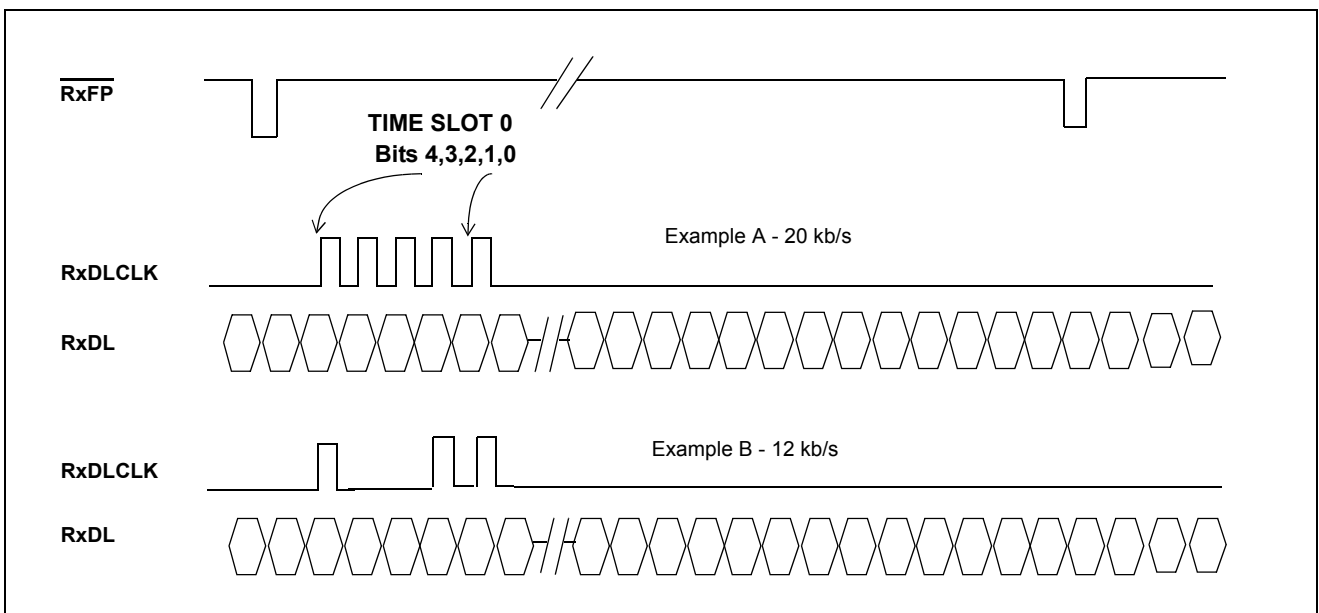 RxFP
TIME SLOT 0
Bits 4,3,2,1,0
Example A - 20 kb/s
RxDLCLK
RxDL
Example B - 12 kb/s
RxDLCLK
RxDL